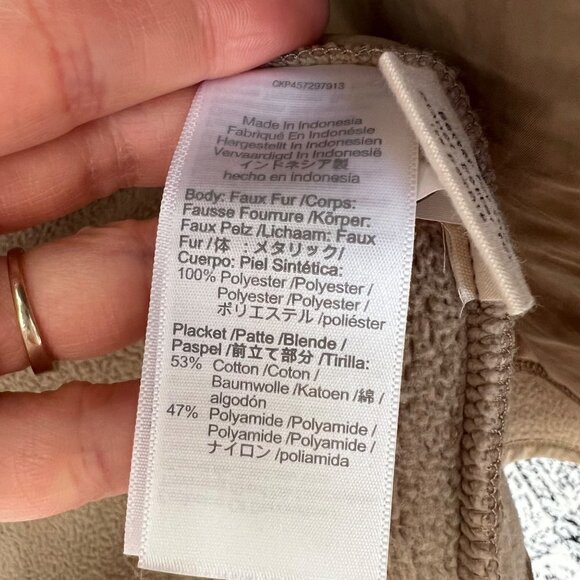 CKP457297913
Made In Indonesia
Fabriqué En Indonésie
Hergestellt In Indonesien
Vervaardigd In Indonesië
インドネシア製
hecho en indonesia
Body: Faux Fur /Corps:
Fausse Fourrure /Körper:
Faux Pelz /Lichaam: Faux
Fur /体 : メタリック/
Cuerpo: Piel Sintética:
100% Polyester /Polyester /
Polyester /Polyester /
ポリエステル /poliéster
Placket /Patte /Blende /
Paspel /前立て部分 /Tirilla:
53% Cotton /Coton /
Baumwolle /Katoen /綿 /
algodón
47% Polyamide /Polyamide /
Polyamide /Polyamide /
ナイロン /poliamida